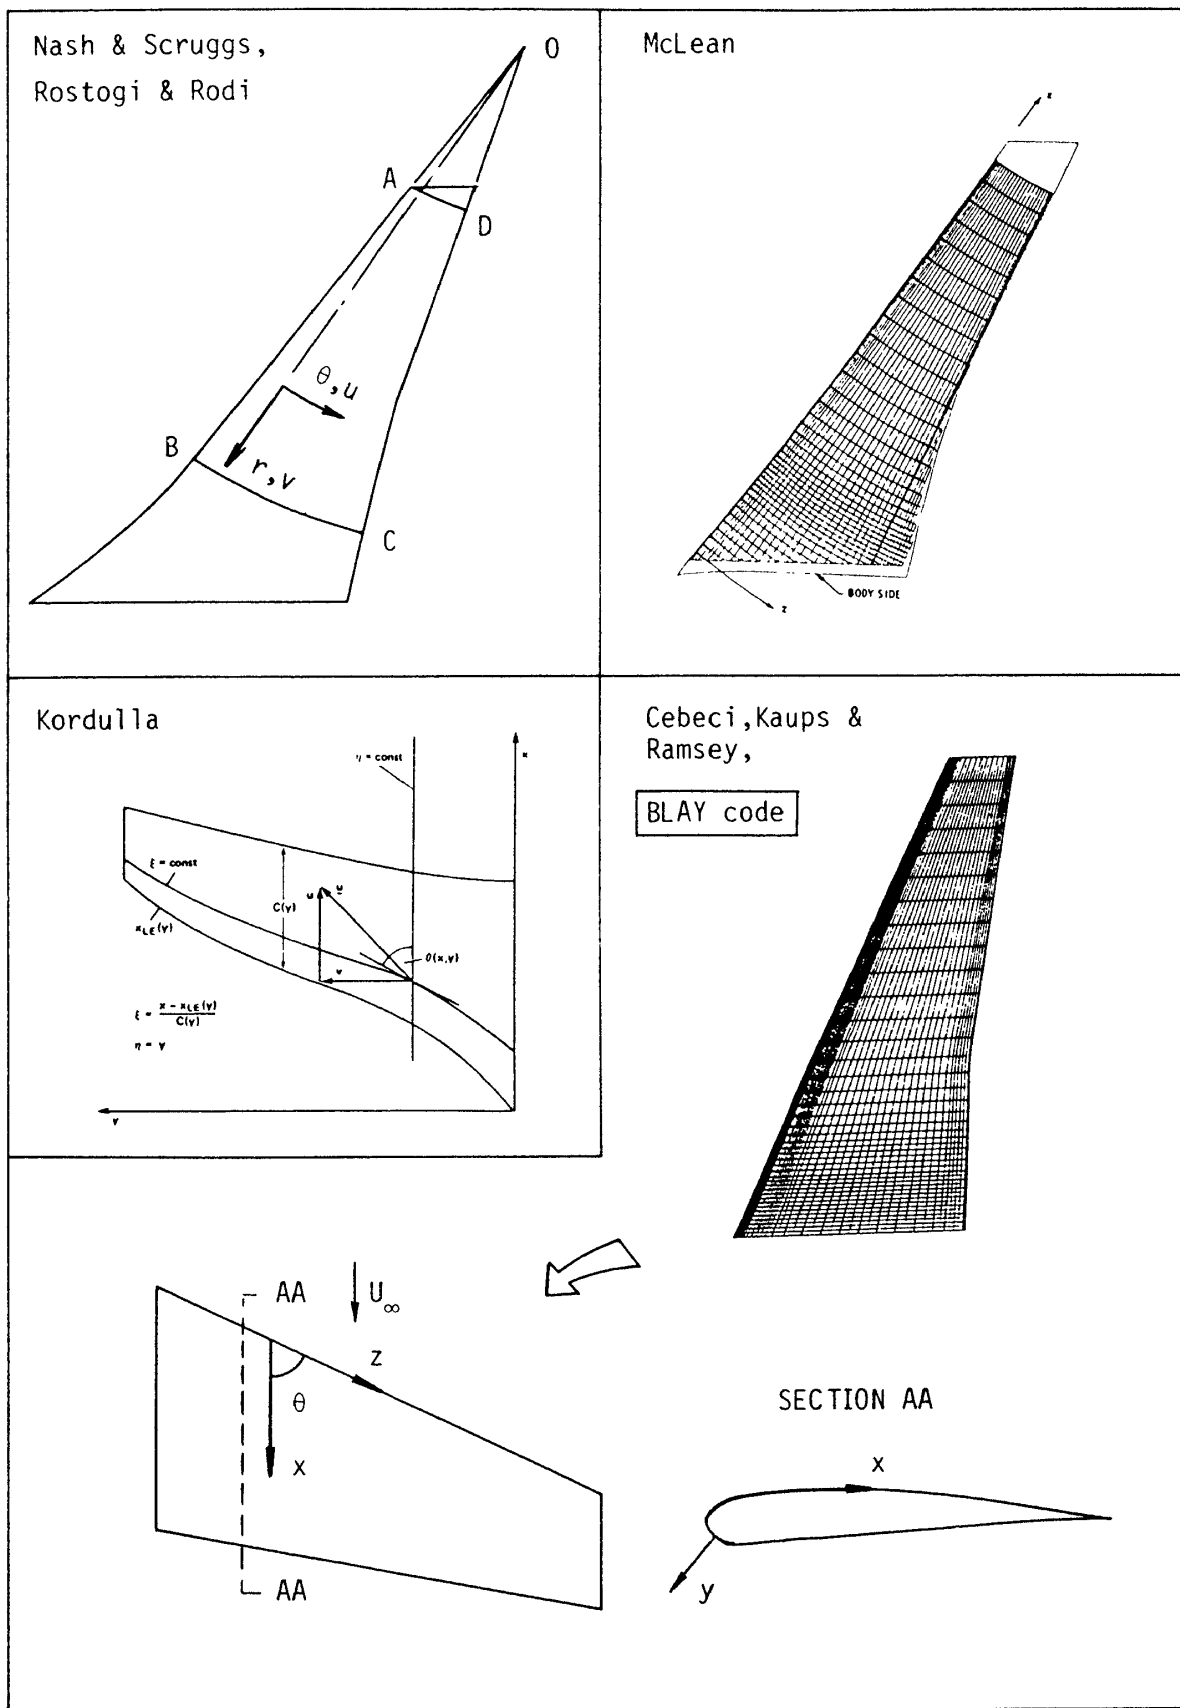 Nash & Scruggs,
Rostogi & Rodi
O
A
D
θ,u
B
r,v
C
McLean
x
z
BODY SIDE
Kordulla
η = const
x
ξ = const
C(y)
u
u
x_LE(y)
θ(x,y)
v
ξ = x - x_LE(y) / C(y)
η = y
y
Cebeci,Kaups &
Ramsey,
BLAY code
AA
U∞
z
θ
x
AA
SECTION AA
x
y